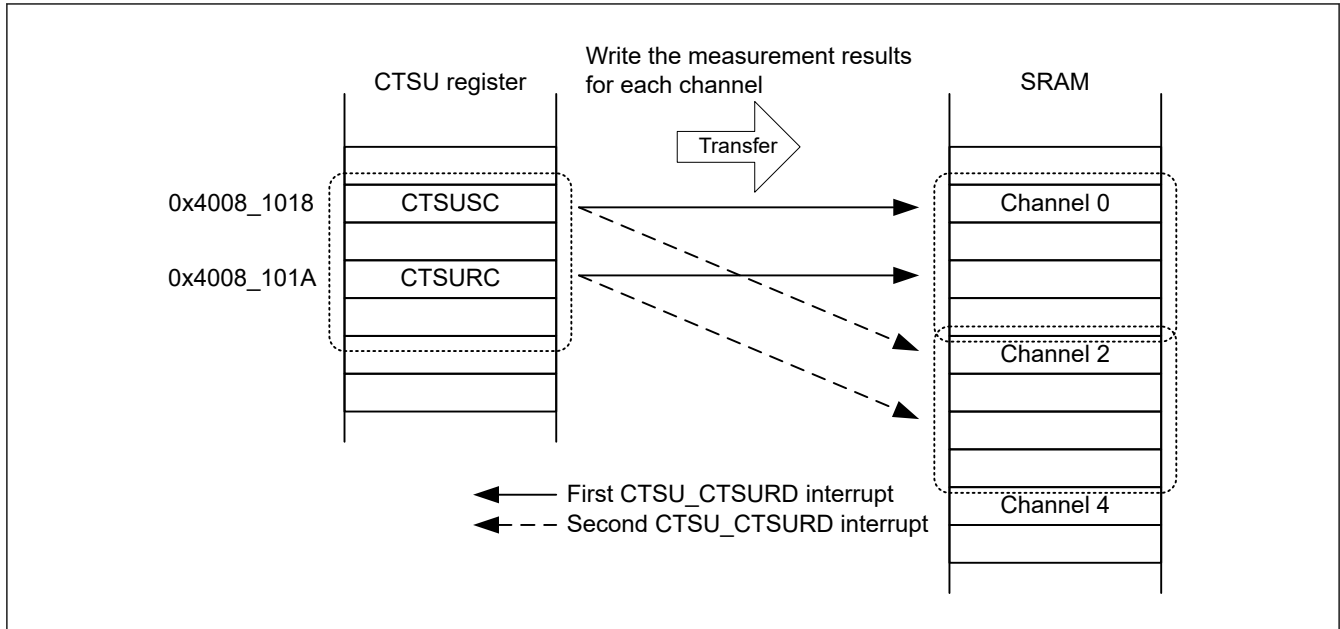 Write the measurement results
for each channel
CTSU register
SRAM
Transfer
0x4008_1018
CTSUSC
Channel 0
0x4008_101A
CTSURC
Channel 2
First CTSU_CTSURD interrupt
Second CTSU_CTSURD interrupt
Channel 4